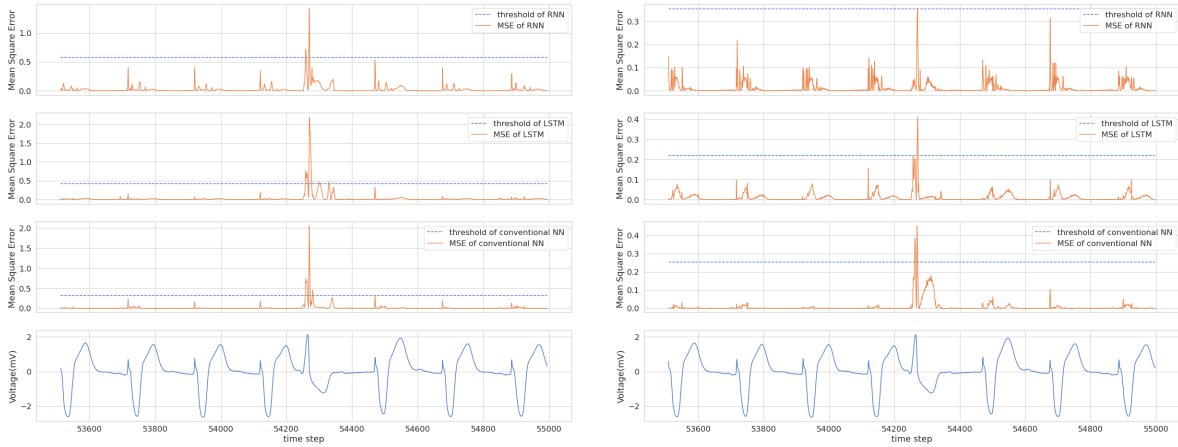 Mean Square Error
1.0
0.5
0.0
threshold of RNN
MSE of RNN
Mean Square Error
2.0
1.5
1.0
0.5
0.0
threshold of LSTM
MSE of LSTM
Mean Square Error
2.0
1.5
1.0
0.5
0.0
threshold of conventional NN
MSE of conventional NN
Voltage(mV)
2
0
−2
53600 53800 54000 54200 54400 54600 54800 55000
time step
Mean Square Error
0.3
0.2
0.1
0.0
threshold of RNN
MSE of RNN
Mean Square Error
0.4
0.3
0.2
0.1
0.0
threshold of LSTM
MSE of LSTM
Mean Square Error
0.4
0.3
0.2
0.1
0.0
threshold of conventional NN
MSE of conventional NN
Voltage(mV)
2
0
−2
53600 53800 54000 54200 54400 54600 54800 55000
time step